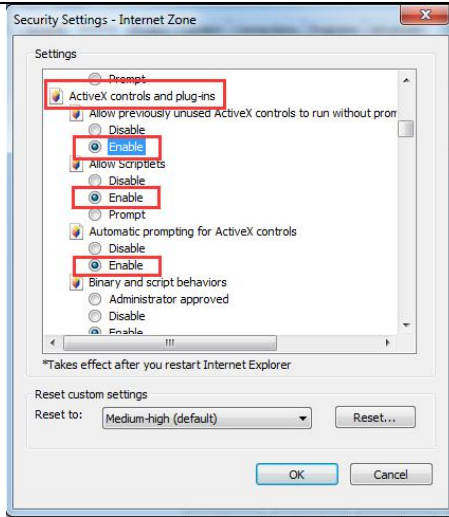 Security Settings - Internet Zone
Settings
Prompt
ActiveX controls and plug-ins
Allow previously unused ActiveX controls to run without prom
Disable
Enable
Allow Scriptlets
Disable
Enable
Prompt
Automatic prompting for ActiveX controls
Disable
Enable
Binary and script behaviors
Administrator approved
Disable
Enable
*Takes effect after you restart Internet Explorer
Reset custom settings
Reset to: Medium-high (default) Reset...
OK Cancel